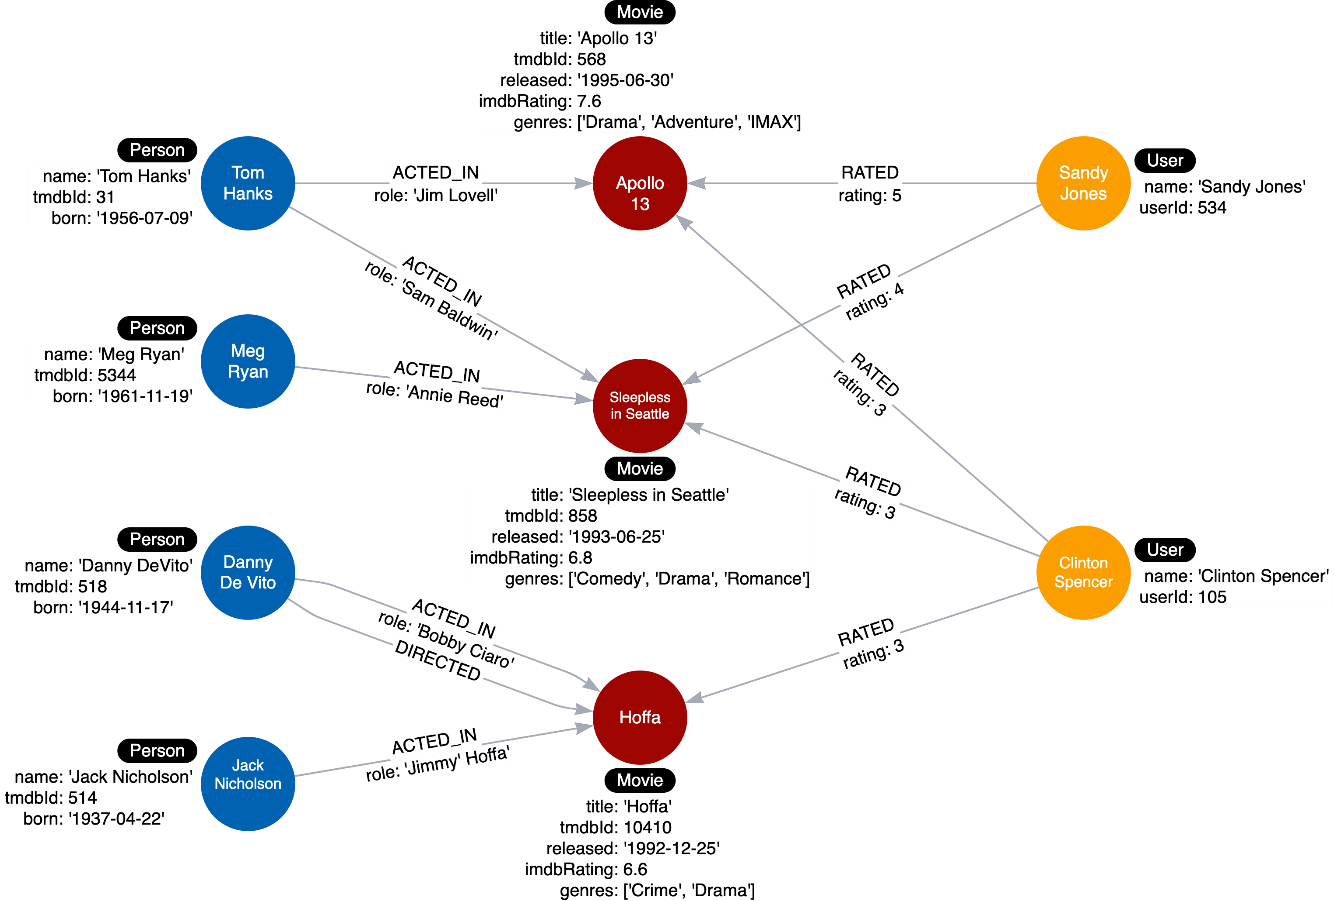 Movie
title: 'Apollo 13'
tmdbId: 568
released: '1995-06-30'
imdbRating: 7.6
genres: ['Drama', 'Adventure', 'IMAX']
Person
name: 'Tom Hanks'
tmdbId: 31
born: '1956-07-09'
Tom
Hanks
ACTED_IN
role: 'Jim Lovell'
Apollo
13
RATED
rating: 5
Sandy
Jones
User
name: 'Sandy Jones'
userId: 534
ACTED_IN
role: 'Sam Baldwin'
RATED
rating: 4
Person
name: 'Meg Ryan'
tmdbId: 5344
born: '1961-11-19'
Meg
Ryan
ACTED_IN
role: 'Annie Reed'
Sleepless
in Seattle
RATED
rating: 3
Movie
title: 'Sleepless in Seattle'
tmdbId: 858
released: '1993-06-25'
imdbRating: 6.8
genres: ['Comedy', 'Drama', 'Romance']
RATED
rating: 3
Person
name: 'Danny DeVito'
tmdbId: 518
born: '1944-11-17'
Danny
De Vito
ACTED_IN
role: 'Bobby Ciaro'
DIRECTED
Clinton
Spencer
User
name: 'Clinton Spencer'
userId: 105
RATED
rating: 3
Hoffa
Person
name: 'Jack Nicholson'
tmdbId: 514
born: '1937-04-22'
Jack
Nicholson
ACTED_IN
role: 'Jimmy' Hoffa'
Movie
title: 'Hoffa'
tmdbId: 10410
released: '1992-12-25'
imdbRating: 6.6
genres: ['Crime', 'Drama']